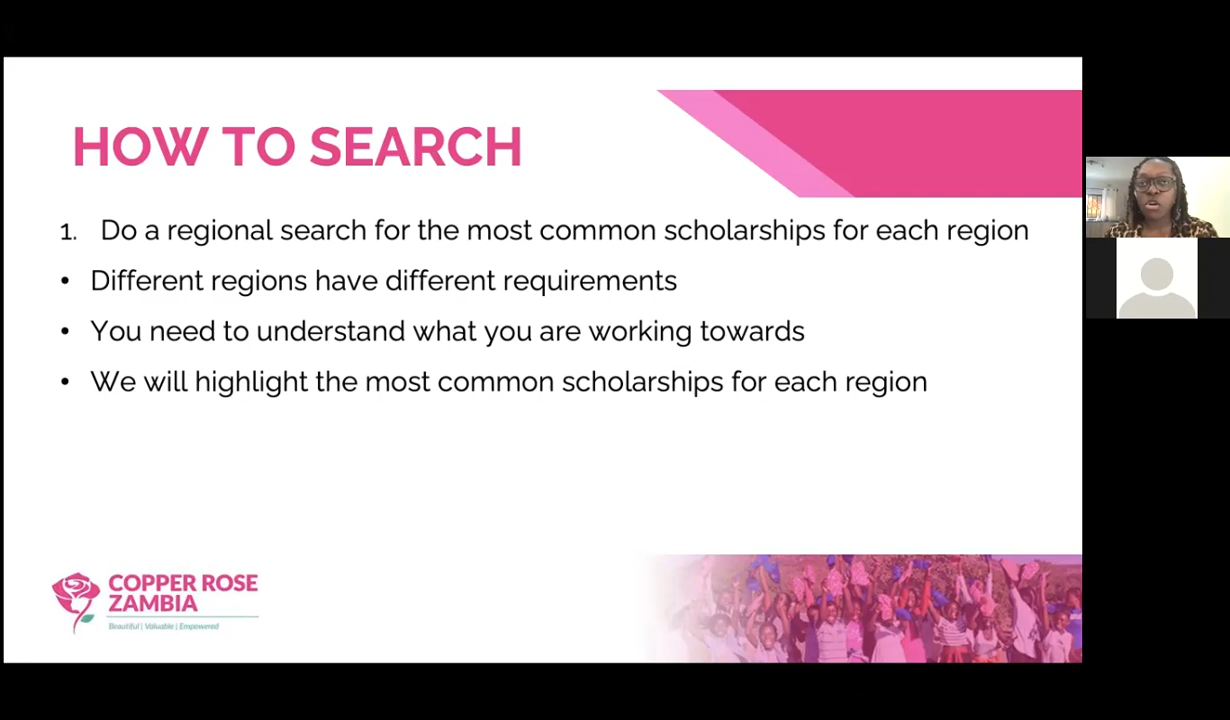 HOW TO SEARCH
1. Do a regional search for the most common scholarships for each region
• Different regions have different requirements
• You need to understand what you are working towards
• We will highlight the most common scholarships for each region
COPPER ROSE
ZAMBIA
Beautiful | Valuable | Empowered